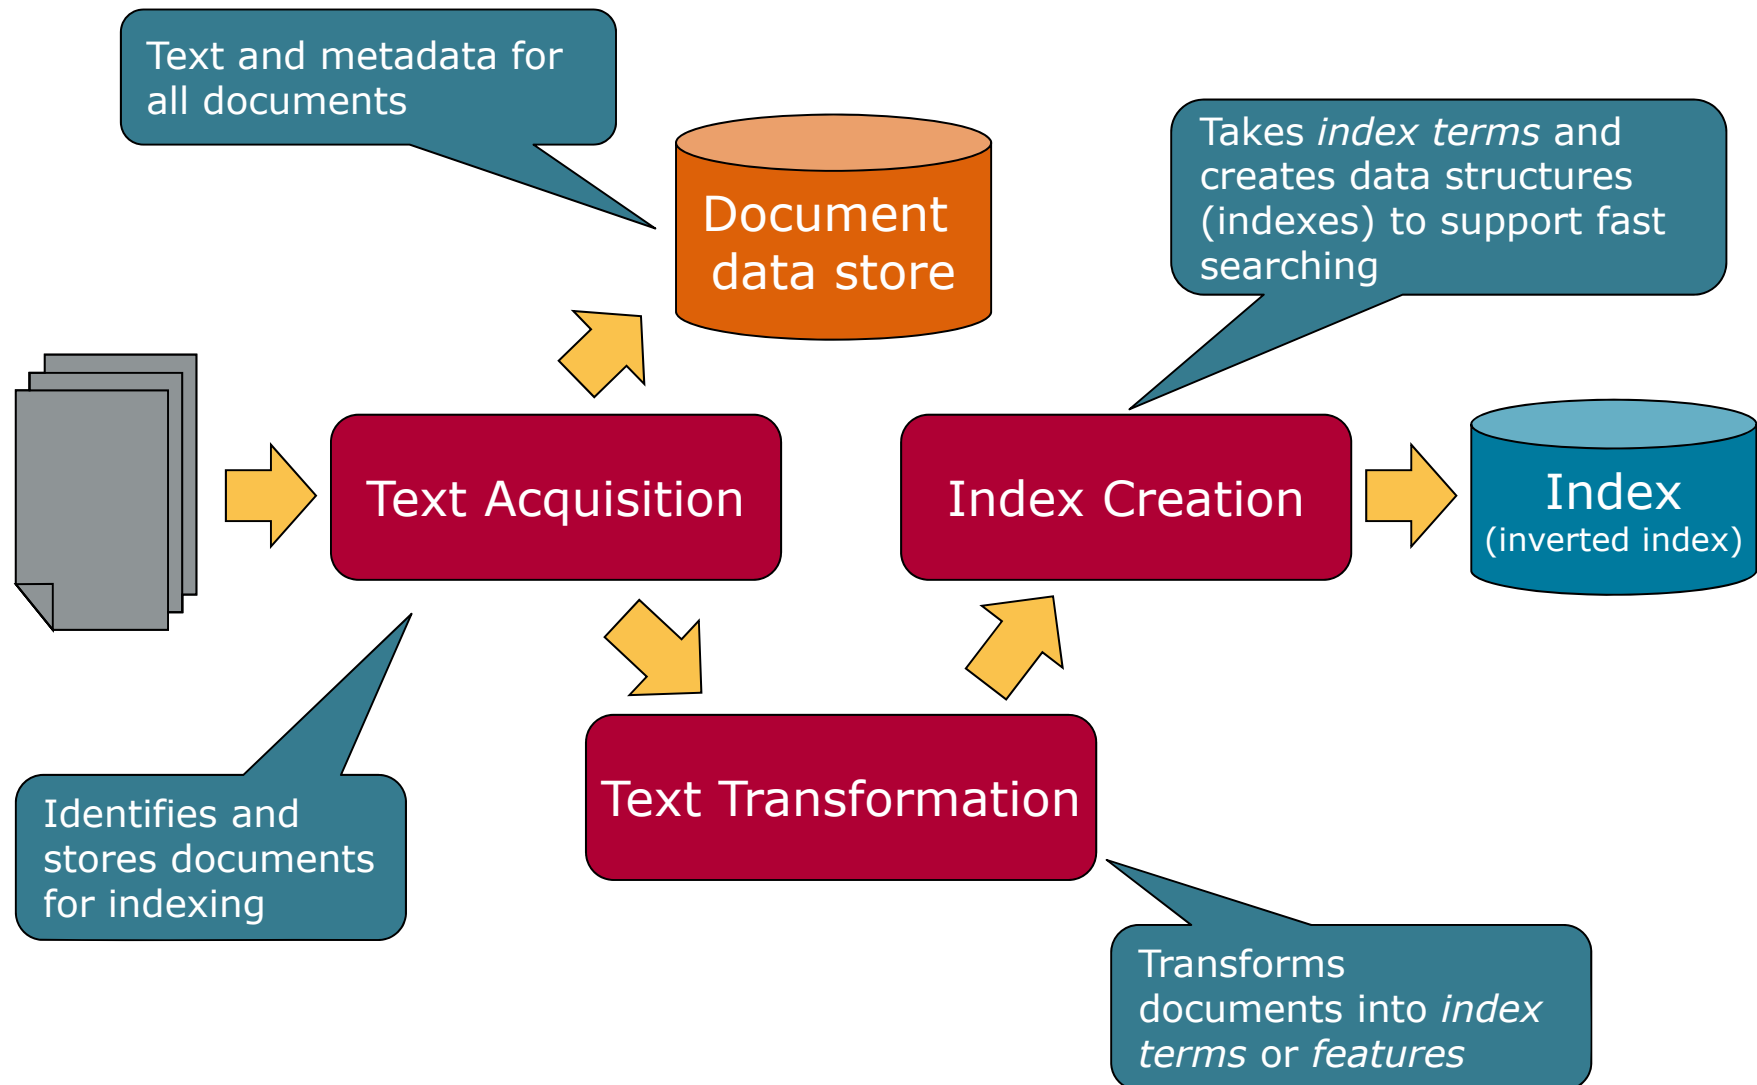 Text and metadata for
all documents
Document
data store
Takes index terms and
creates data structures
(indexes) to support fast
searching
Text Acquisition
Index Creation
Index
(inverted index)
Text Transformation
Identifies and
stores documents
for indexing
Transforms
documents into index
terms or features